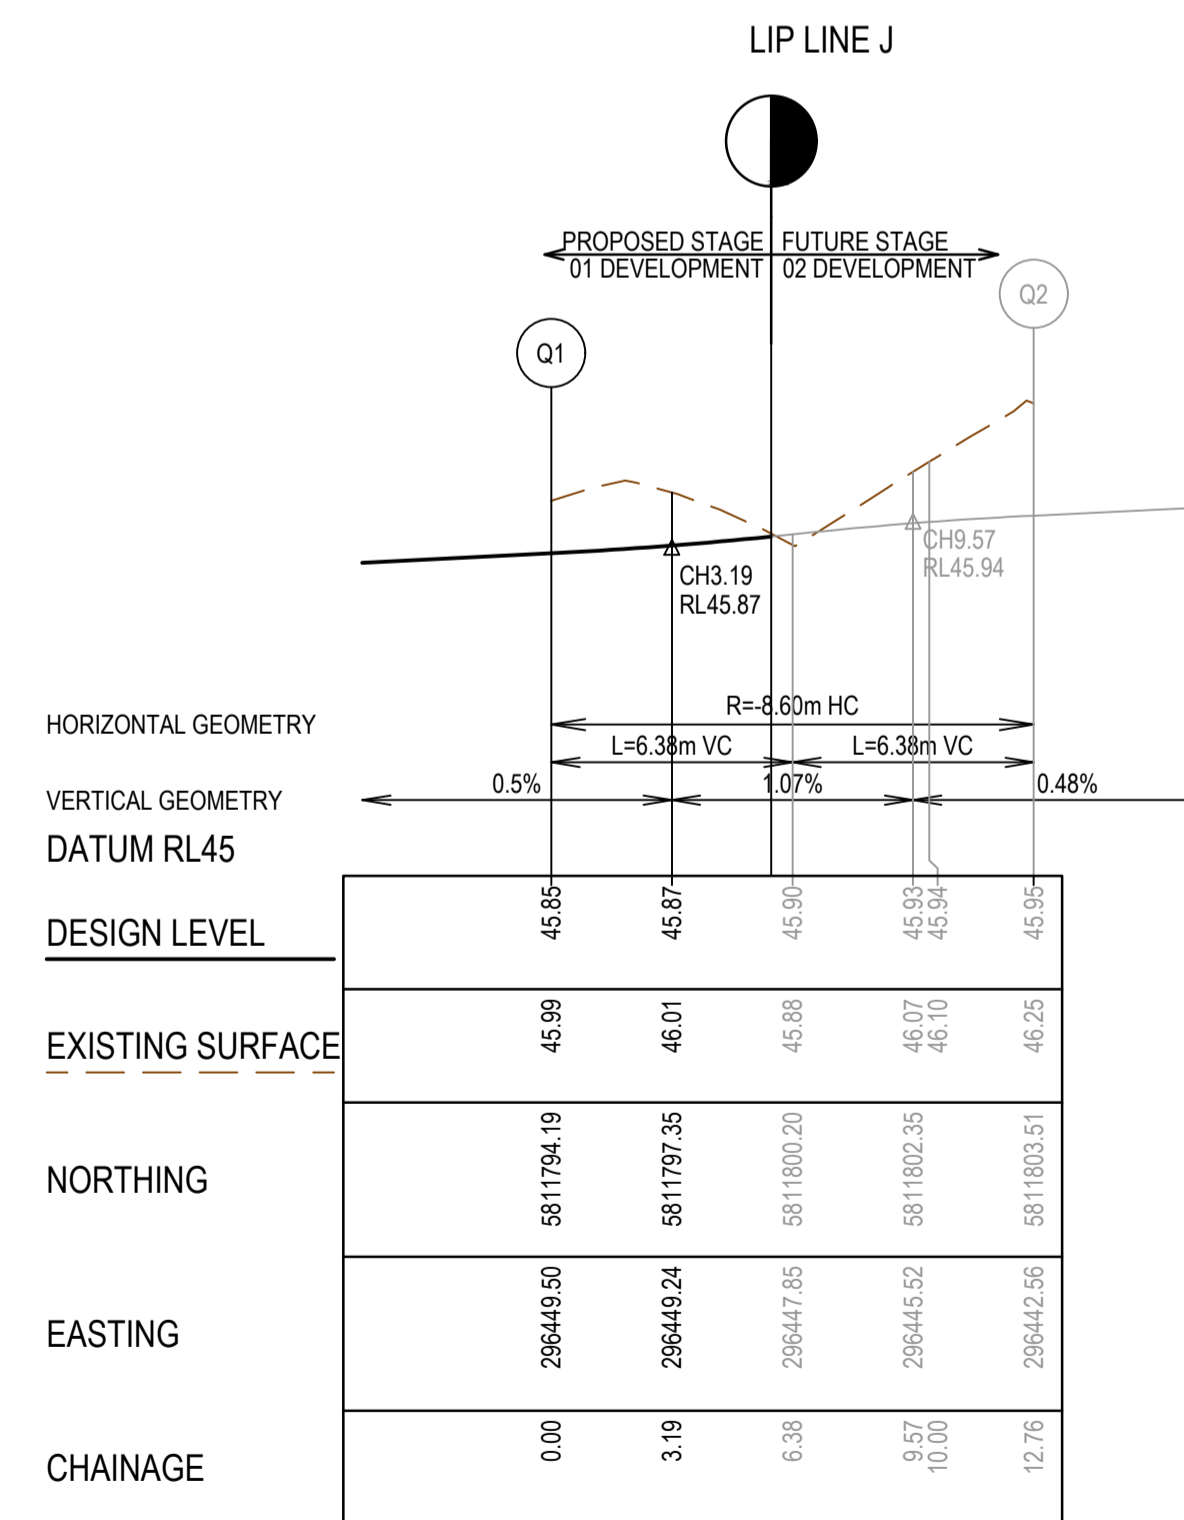 LIP LINE J
PROPOSED STAGE
01 DEVELOPMENT
FUTURE STAGE
02 DEVELOPMENT
Q1
Q2
CH3.19
RL45.87
CH9.57
RL45.94
HORIZONTAL GEOMETRY
R=-8.60m HC
L=6.38m VC
L=6.38m VC
VERTICAL GEOMETRY
0.5%
1.07%
0.48%
DATUM RL45
DESIGN LEVEL
45.85
45.87
45.90
45.93
45.94
45.95
EXISTING SURFACE
45.99
46.01
45.88
46.07
46.10
46.25
NORTHING
5811794.19
5811797.35
5811800.20
5811802.35
5811803.51
EASTING
296449.50
296449.24
296447.85
296445.52
296442.56
CHAINAGE
0.00
3.19
6.38
9.57
10.00
12.76